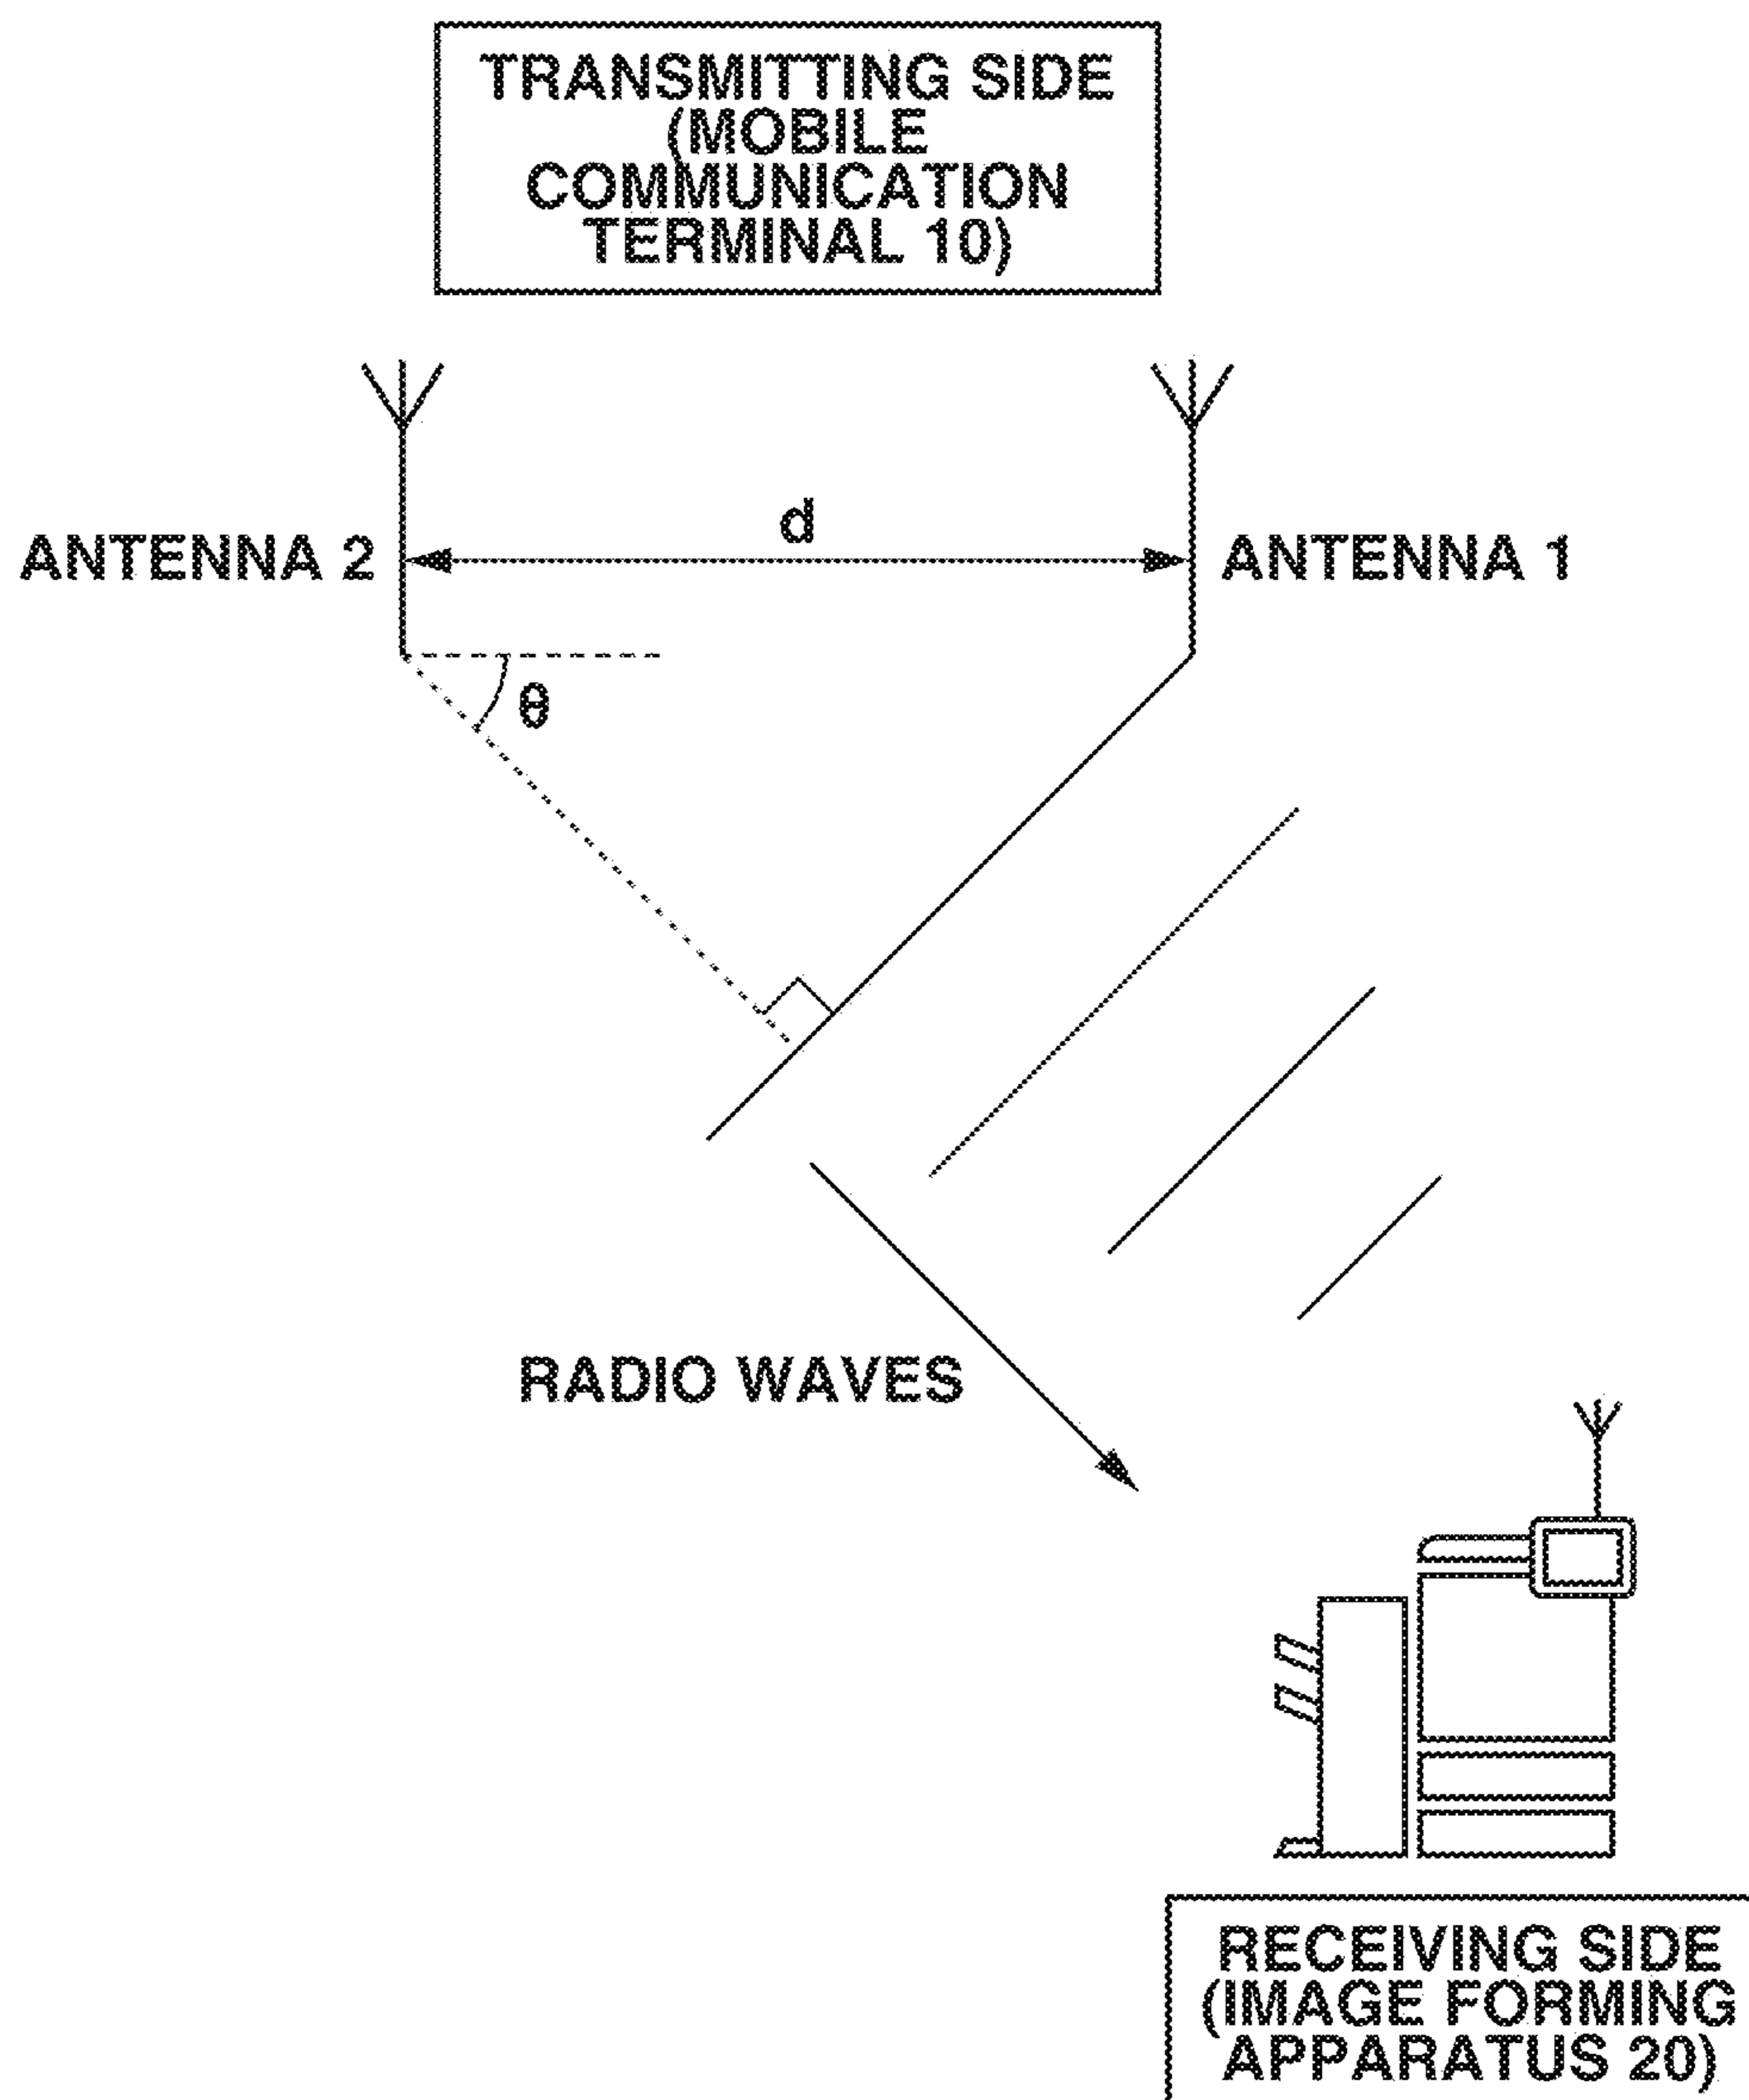 TRANSMITTING SIDE
(MOBILE
COMMUNICATION
TERMINAL 10)
d
ANTENNA 2
ANTENNA 1
θ
RADIO WAVES
RECEIVING SIDE
(IMAGE FORMING
APPARATUS 20)